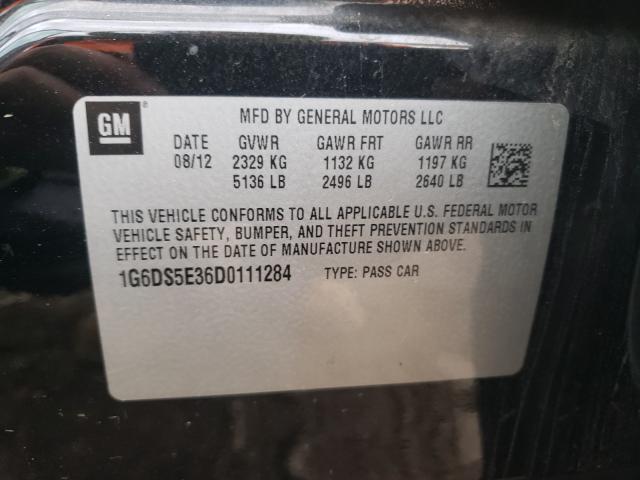 GM ®
MFD BY GENERAL MOTORS LLC
DATE GVWR GAWR FRT GAWR RR
08/12 2329 KG 1132 KG 1197 KG
5136 LB 2496 LB 2640 LB
THIS VEHICLE CONFORMS TO ALL APPLICABLE U.S. FEDERAL MOTOR
VEHICLE SAFETY, BUMPER, AND THEFT PREVENTION STANDARDS IN
EFFECT ON THE DATE OF MANUFACTURE SHOWN ABOVE.
1G6DS5E36D0111284 TYPE: PASS CAR